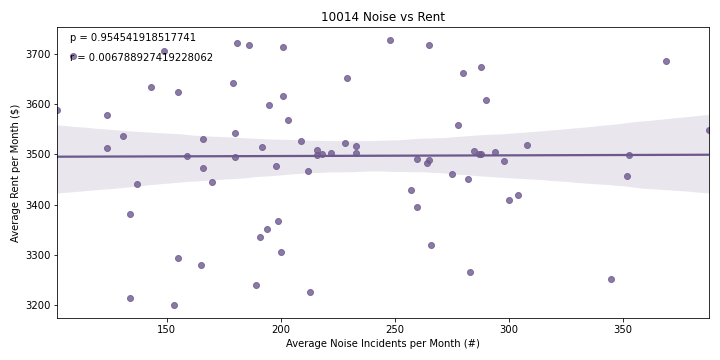 10014 Noise vs Rent
p = 0.954541918517741
r = 0.006788927419228062
3700
3600
3500
3400
3300
3200
Average Rent per Month ($)
150 200 250 300 350
Average Noise Incidents per Month (#)